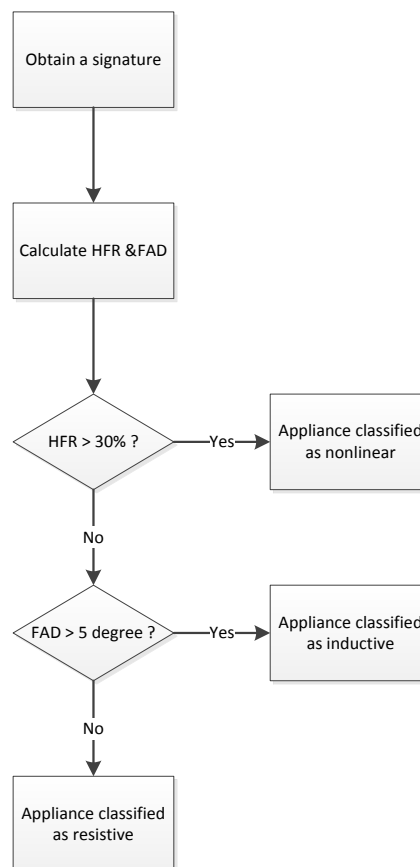 Obtain a signature
Calculate HFR &FAD
HFR > 30% ?
Yes
Appliance classified
as nonlinear
No
FAD > 5 degree ?
Yes
Appliance classified
as inductive
No
Appliance classified
as resistive